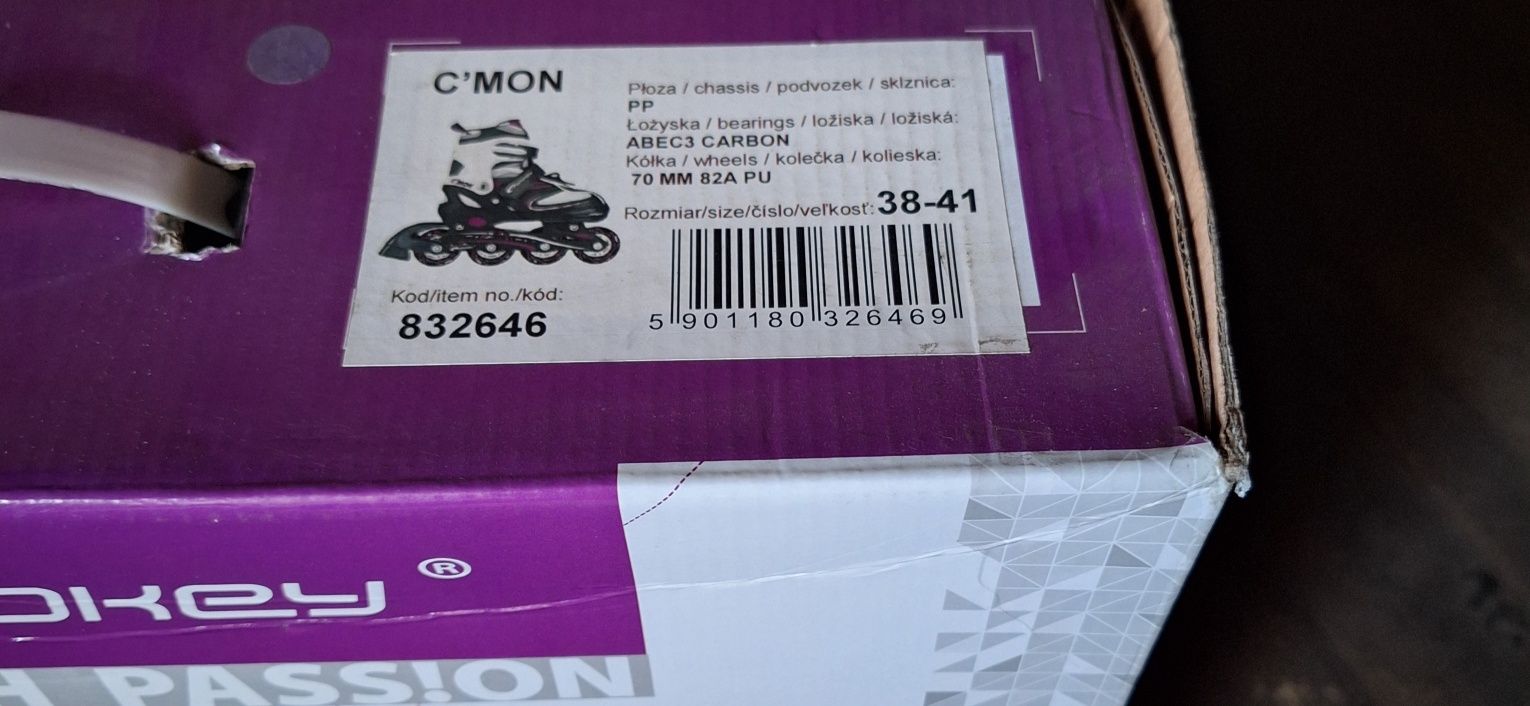 C'MON
Płoza / chassis / podvozek / sklznica:
PP
Łożyska / bearings / ložiska / ložiská:
ABEC3 CARBON
Kółka / wheels / kolečka / kolieska:
70 MM 82A PU
Rozmiar/size/číslo/veľkosť: 38-41
Kod/item no./kód:
832646
5 901180 326469
okey ®
H PASS!ON